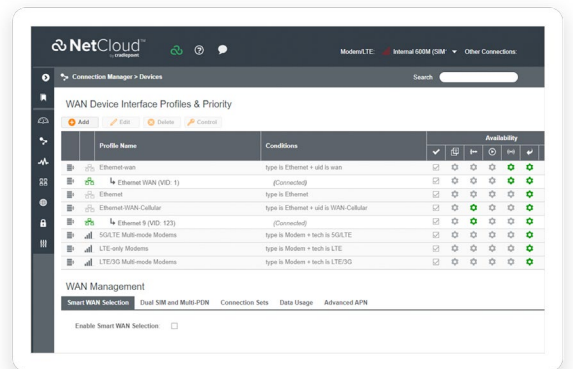 NetCloud™
by cradlepoint
Modem/LTE: Internal 600M (SIM' Other Connections:
Connection Manager > Devices
Search
WAN Device Interface Profiles & Priority
Add Edit Delete Control
Availability
Profile Name Conditions
Ethernet-wan type is Ethernet + uid is wan
Ethernet WAN (VID: 1) (Connected)
Ethernet type is Ethernet
Ethernet-WAN-Cellular type is Ethernet + uid is WAN-Cellular
Ethernet 9 (VID: 123) (Connected)
5G/LTE Multi-mode Modems type is Modem + tech is 5G/LTE
LTE-only Modems type is Modem + tech is LTE
LTE/3G Multi-mode Modems type is Modem + tech is LTE/3G
WAN Management
Smart WAN Selection Dual SIM and Multi-PDN Connection Sets Data Usage Advanced APN
Enable Smart WAN Selection